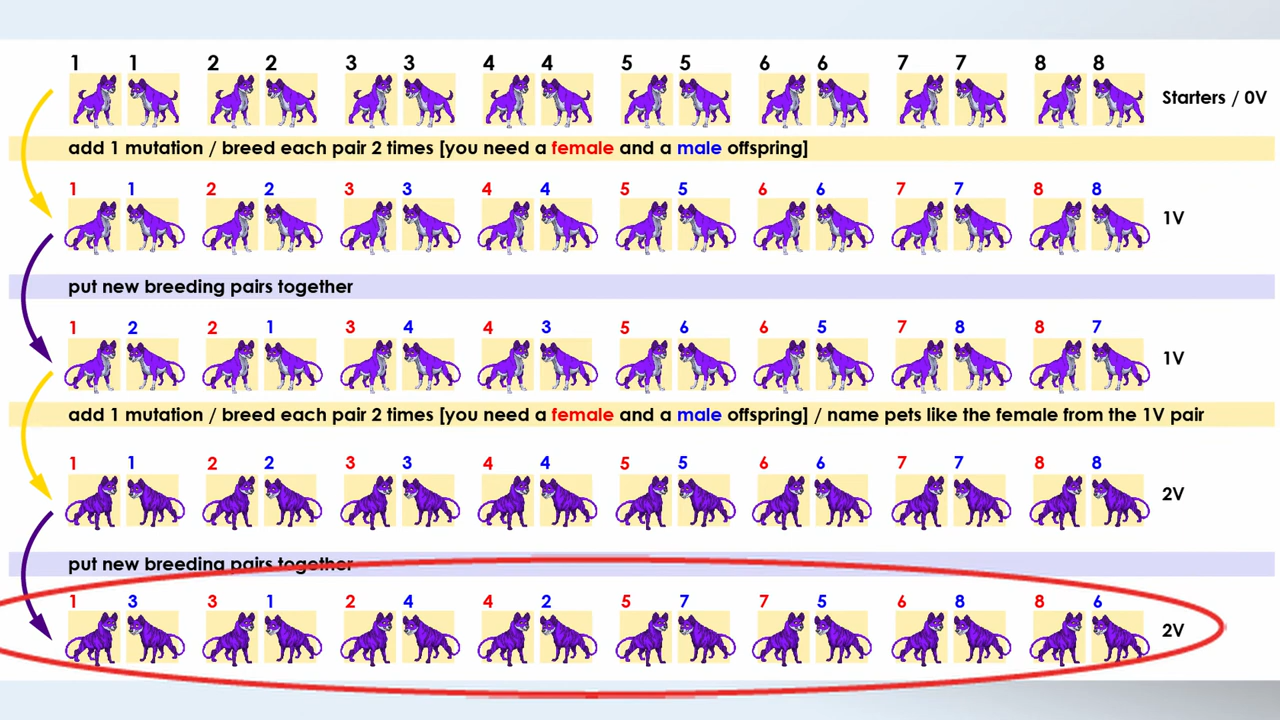 1 1 2 2 3 3 4 4 5 5 6 6 7 7 8 8
Starters / 0V
add 1 mutation / breed each pair 2 times [you need a female and a male offspring]
1 1 2 2 3 3 4 4 5 5 6 6 7 7 8 8
1V
put new breeding pairs together
1 2 2 1 3 4 4 3 5 6 6 5 7 8 8 7
1V
add 1 mutation / breed each pair 2 times [you need a female and a male offspring] / name pets like the female from the 1V pair
1 1 2 2 3 3 4 4 5 5 6 6 7 7 8 8
2V
put new breeding pairs together
1 3 3 1 2 4 4 2 5 7 7 5 6 8 8 6
2V